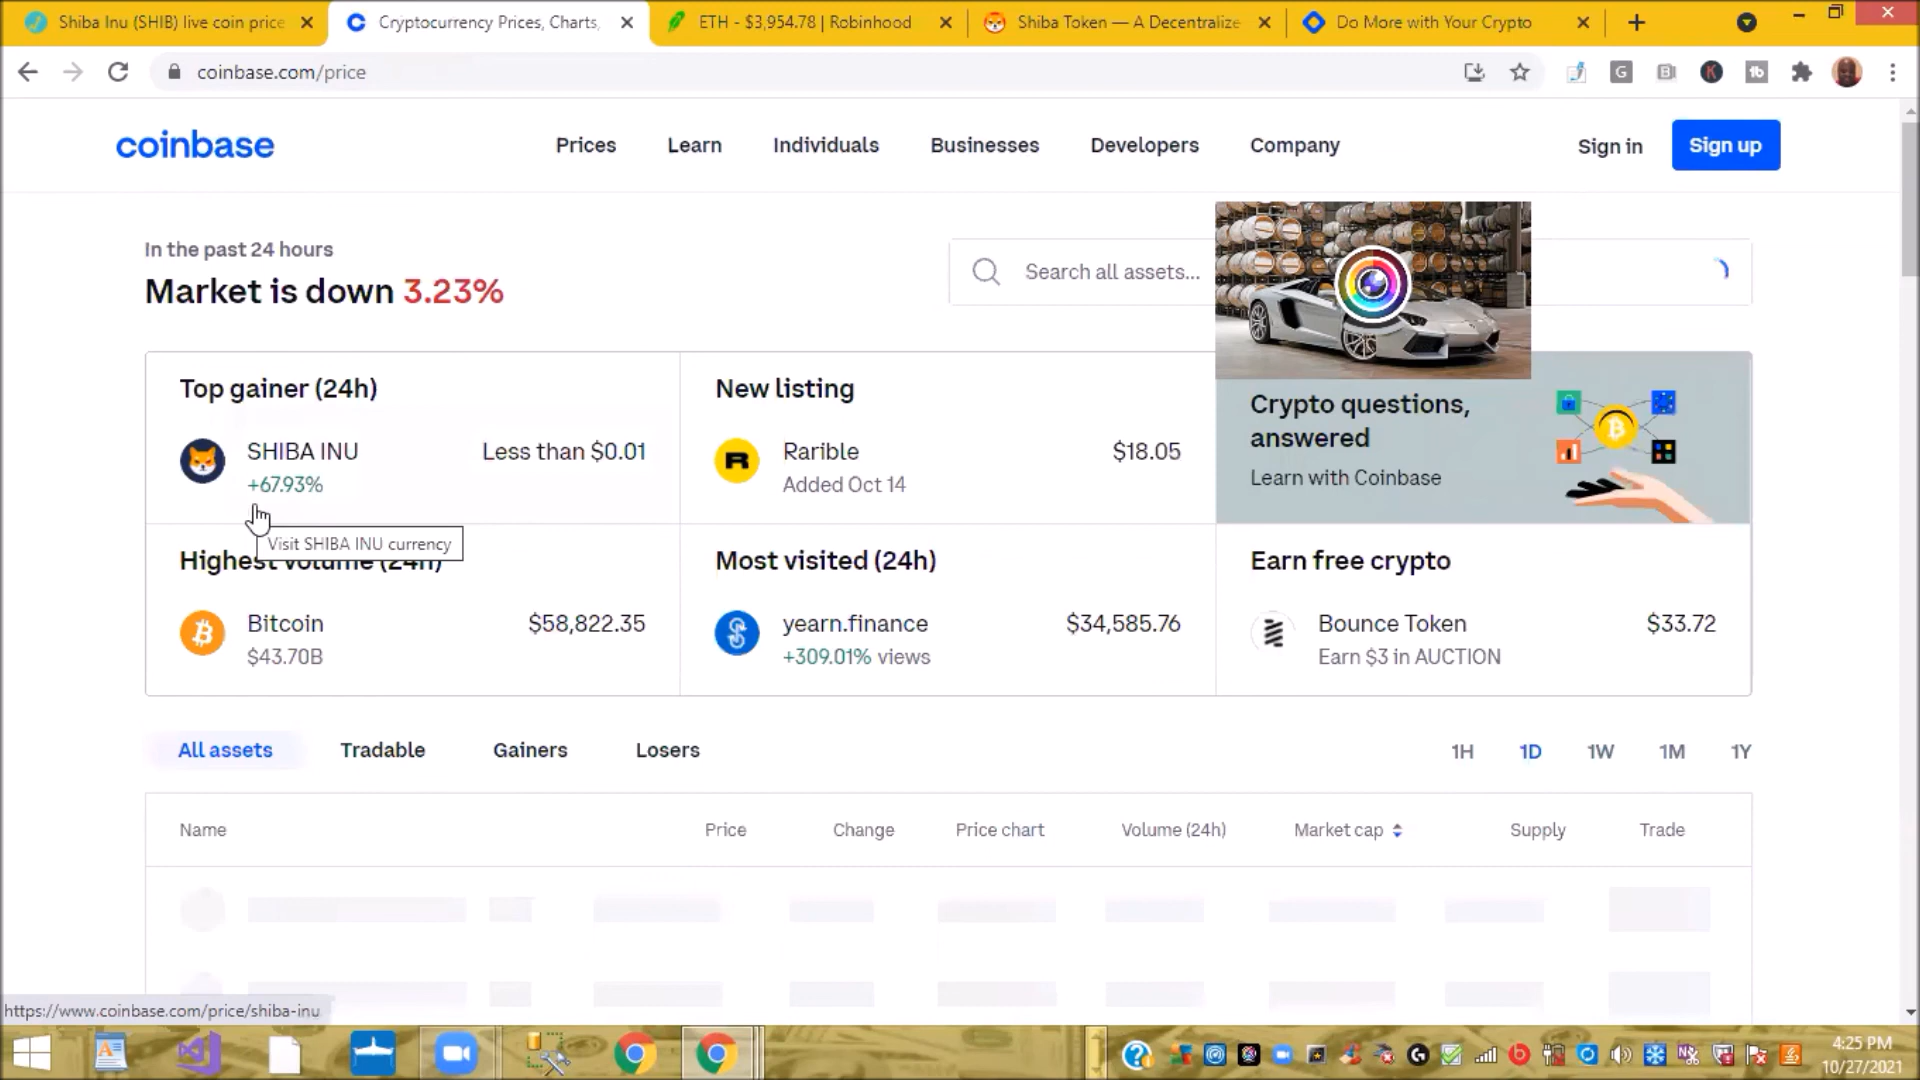 Shiba Inu (SHIB) live coin price
Cryptocurrency Prices, Charts,
ETH - $3,954.78 | Robinhood
Shiba Token — A Decentralize
Do More with Your Crypto
coinbase.com/price
coinbase
Prices
Learn
Individuals
Businesses
Developers
Company
Sign in
Sign up
In the past 24 hours
Market is down 3.23%
Search all assets...
Top gainer (24h)
SHIBA INU
Less than $0.01
+67.93%
Visit SHIBA INU currency
New listing
Rarible
$18.05
Added Oct 14
Crypto questions,
answered
Learn with Coinbase
Highest volume (24h)
Bitcoin
$58,822.35
$43.70B
Most visited (24h)
yearn.finance
$34,585.76
+309.01% views
Earn free crypto
Bounce Token
$33.72
Earn $3 in AUCTION
All assets
Tradable
Gainers
Losers
1H
1D
1W
1M
1Y
Name
Price
Change
Price chart
Volume (24h)
Market cap
Supply
Trade
https://www.coinbase.com/price/shiba-inu
4:25 PM
10/27/2021